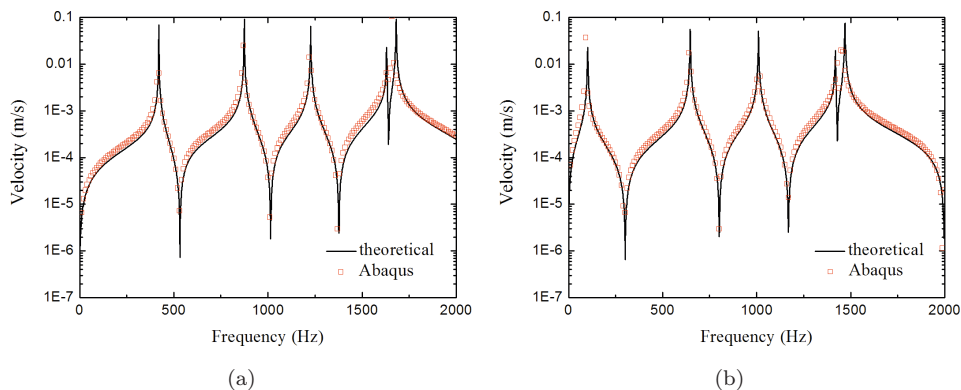 0.1
0.01
1E-3
1E-4
1E-5
1E-6
1E-7
Velocity (m/s)
theoretical
Abaqus
0 500 1000 1500 2000
Frequency (Hz)
(a)
0.1
0.01
1E-3
1E-4
1E-5
1E-6
1E-7
Velocity (m/s)
theoretical
Abaqus
0 500 1000 1500 2000
Frequency (Hz)
(b)